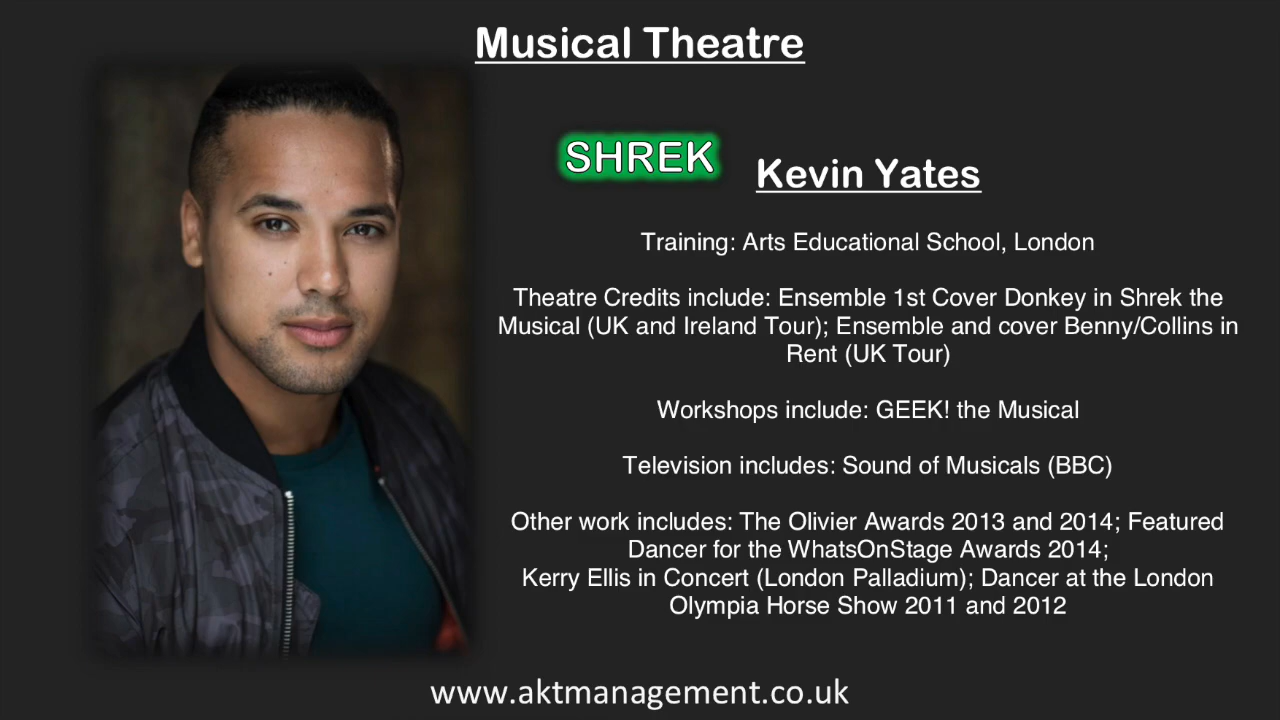 Musical Theatre
SHREK
Kevin Yates
Training: Arts Educational School, London
Theatre Credits include: Ensemble 1st Cover Donkey in Shrek the
Musical (UK and Ireland Tour); Ensemble and cover Benny/Collins in
Rent (UK Tour)
Workshops include: GEEK! the Musical
Television includes: Sound of Musicals (BBC)
Other work includes: The Olivier Awards 2013 and 2014; Featured
Dancer for the WhatsOnStage Awards 2014;
Kerry Ellis in Concert (London Palladium); Dancer at the London
Olympia Horse Show 2011 and 2012
www.aktmanagement.co.uk